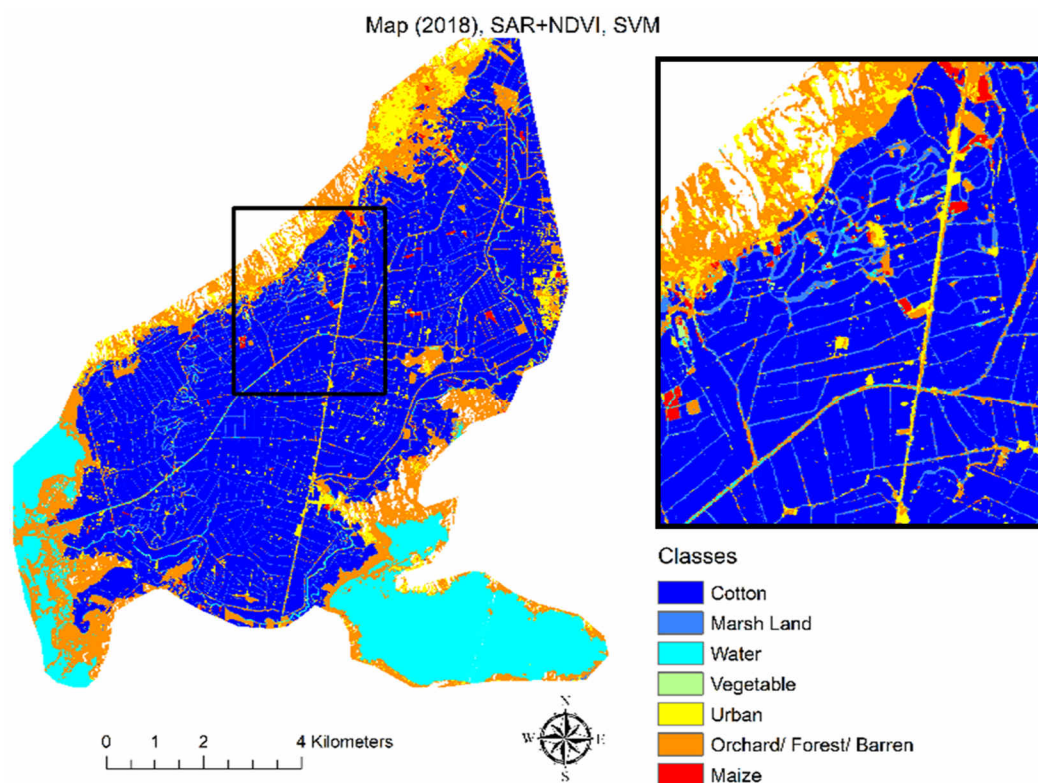 Map (2018), SAR+NDVI, SVM
Classes
Cotton
Marsh Land
Water
Vegetable
Urban
Orchard/ Forest/ Barren
Maize
N
W E
S
0 1 2 4 Kilometers